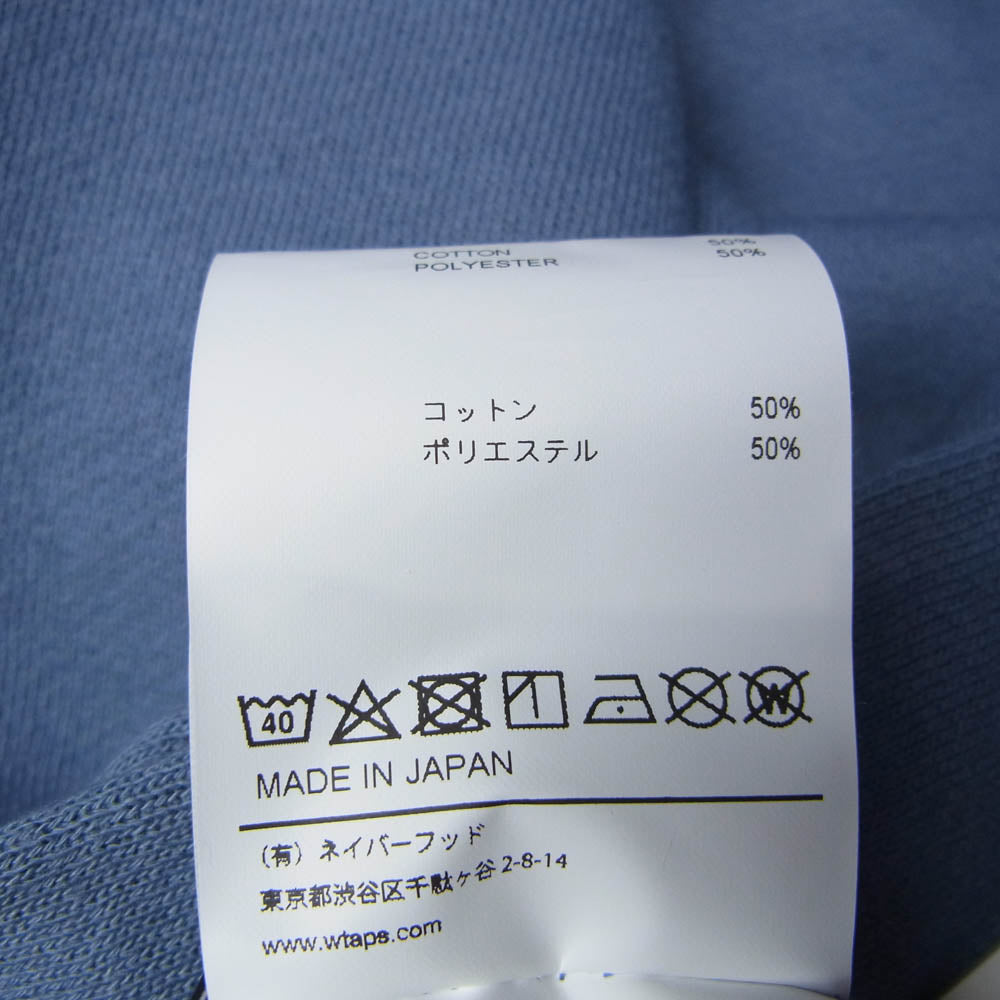 COTTON 50%
POLYESTER 50%
コットン 50%
ポリエステル 50%
40 W
MADE IN JAPAN
(有) ネイバーフッド
東京都渋谷区千駄ヶ谷 2-8-14
www.wtaps.com